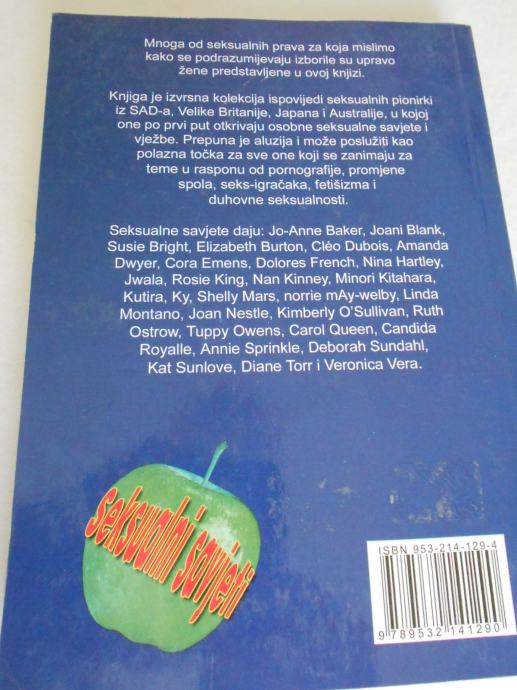 Mnoga od seksualnih prava za koja mislimo
kako se podrazumijevaju izborile su upravo
žene predstavljene u ovoj knjizi.
Knjiga je izvrsna kolekcija ispovijedi seksualnih pionirki
iz SAD-a, Velike Britanije, Japana i Australije, u kojoj
one po prvi put otkrivaju osobne seksualne savjete i
vježbe. Prepuna je aluzija i može poslužiti kao
polazna točka za sve one koji se zanimaju za
teme u rasponu od pornografije, promjene
spola, seks-igračaka, fetišizma i
duhovne seksualnosti.
Seksualne savjete daju: Jo-Anne Baker, Joani Blank,
Susie Bright, Elizabeth Burton, Cléo Dubois, Amanda
Dwyer, Cora Emens, Dolores French, Nina Hartley,
Jwala, Rosie King, Nan Kinney, Minori Kitahara,
Kutira, Ky, Shelly Mars, norrie mAy-welby, Linda
Montano, Joan Nestle, Kimberly O'Sullivan, Ruth
Ostrow, Tuppy Owens, Carol Queen, Candida
Royalle, Annie Sprinkle, Deborah Sundahl,
Kat Sunlove, Diane Torr i Veronica Vera.
seksualni savjeti
ISBN 953-214-129-4
9 789532 141290